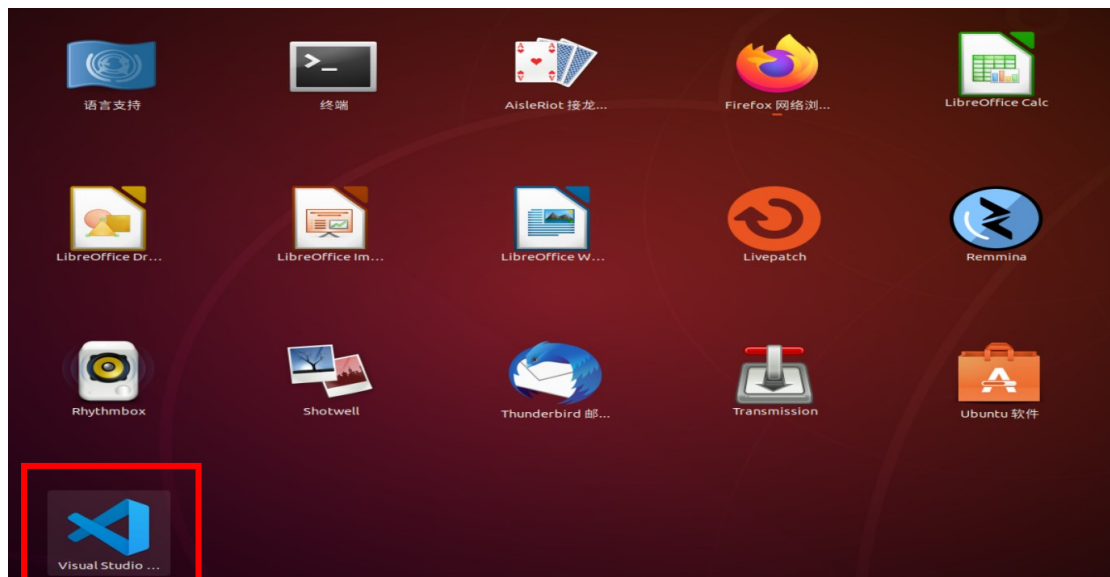 语言支持
终端
AisleRiot 接龙...
Firefox 网络浏...
LibreOffice Calc
LibreOffice Dr...
LibreOffice Im...
LibreOffice W...
Livepatch
Remmina
Rhythmbox
Shotwell
Thunderbird 邮...
Transmission
Ubuntu 软件
Visual Studio ...